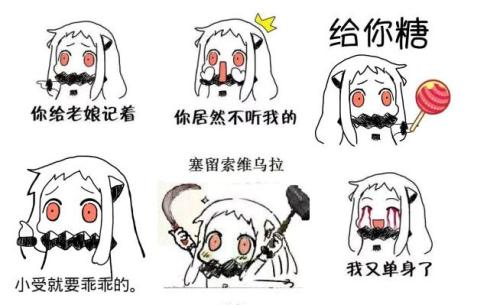 给你糖
你给老娘记着
你居然不听我的
塞留索维乌拉
我又单身了
小受就要乖乖的。